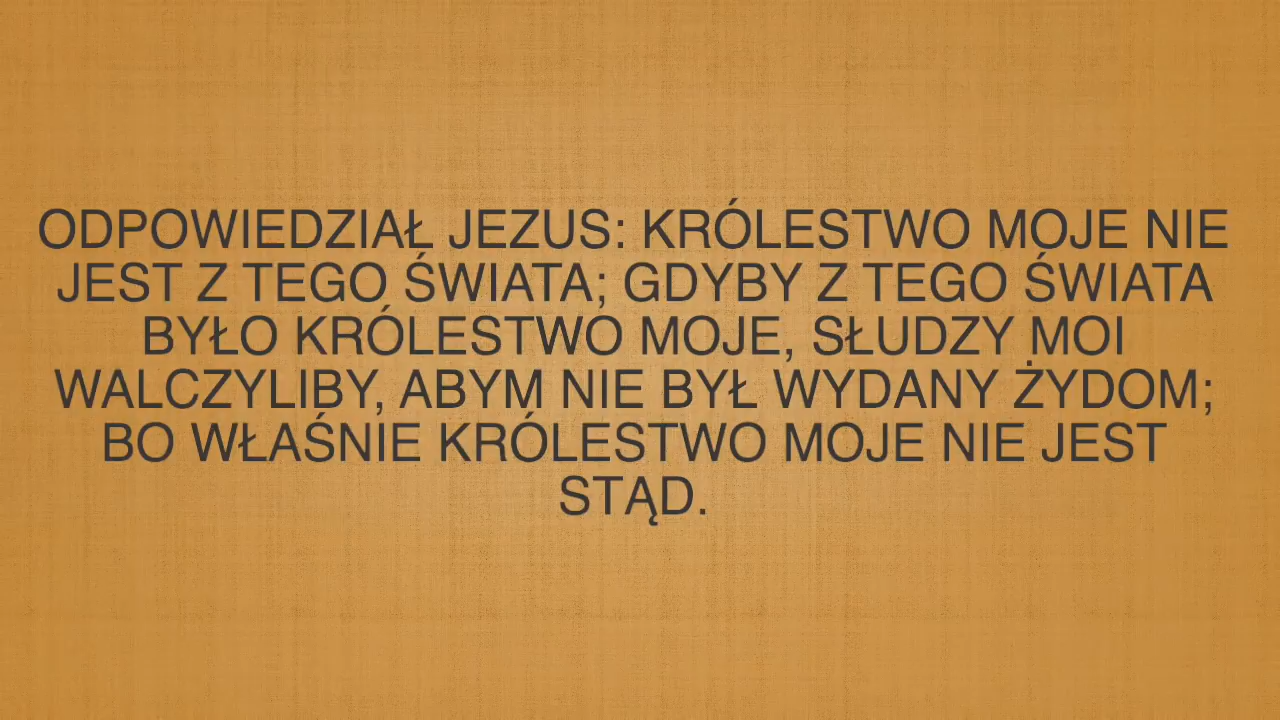 ODPOWIEDZIAŁ JEZUS: KRÓLESTWO MOJE NIE
JEST Z TEGO ŚWIATA; GDYBY Z TEGO ŚWIATA
BYŁO KRÓLESTWO MOJE, SŁUDZY MOI
WALCZYLIBY, ABYM NIE BYŁ WYDANY ŻYDOM;
BO WŁAŚNIE KRÓLESTWO MOJE NIE JEST
STĄD.